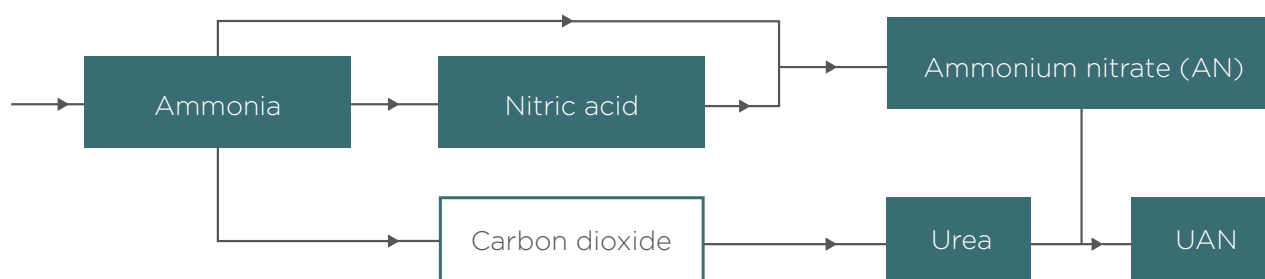 Ammonium nitrate (AN)
Ammonia
Nitric acid
Carbon dioxide
Urea
UAN